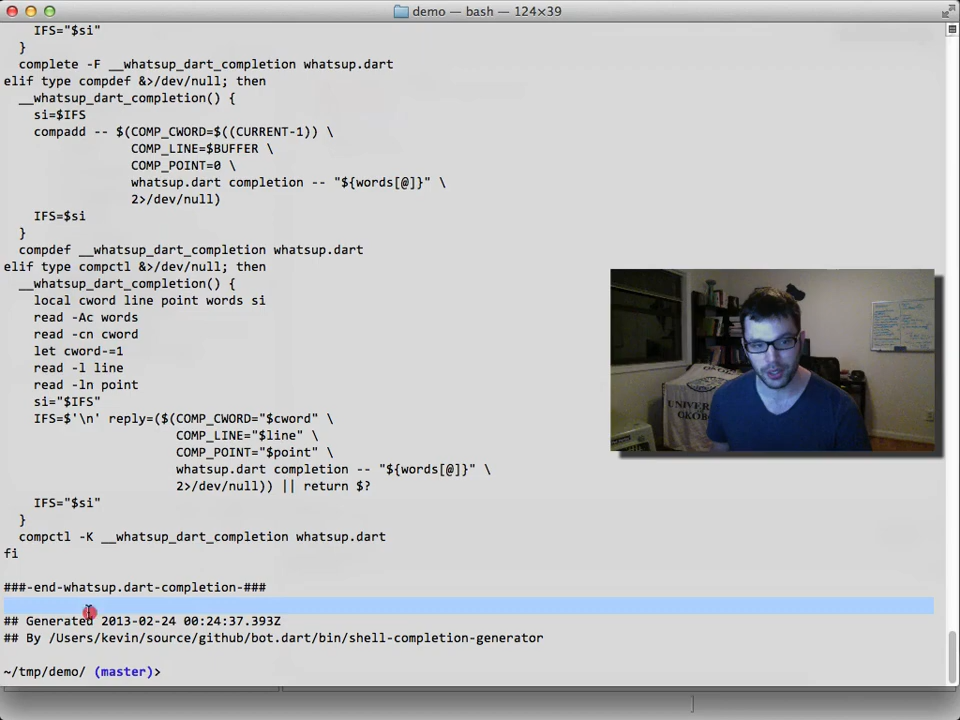 demo — bash — 124×39
IFS="$si"
}
complete -F __whatsup_dart_completion whatsup.dart
elif type compdef &>/dev/null; then
__whatsup_dart_completion() {
si=$IFS
compadd -- $(COMP_CWORD=$((CURRENT-1)) \
COMP_LINE=$BUFFER \
COMP_POINT=0 \
whatsup.dart completion -- "${words[@]}" \
2>/dev/null)
IFS=$si
}
compdef __whatsup_dart_completion whatsup.dart
elif type compctl &>/dev/null; then
__whatsup_dart_completion() {
local cword line point words si
read -Ac words
read -cn cword
let cword-=1
read -l line
read -ln point
si="$IFS"
IFS=$'\n' reply=($(COMP_CWORD="$cword" \
COMP_LINE="$line" \
COMP_POINT="$point" \
whatsup.dart completion -- "${words[@]}" \
2>/dev/null)) || return $?
IFS="$si"
}
compctl -K __whatsup_dart_completion whatsup.dart
fi
###-end-whatsup.dart-completion-###
## Generated 2013-02-24 00:24:37.393Z
## By /Users/kevin/source/github/bot.dart/bin/shell-completion-generator
~/tmp/demo/ (master)>